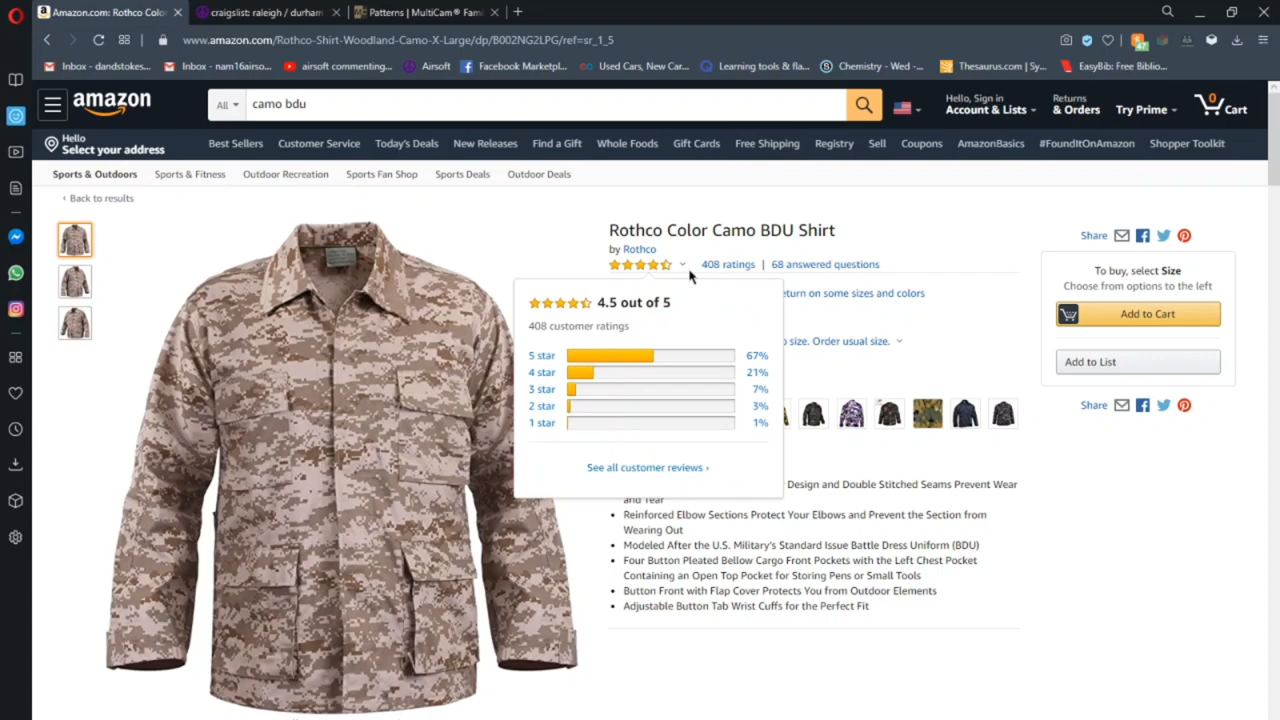 Amazon.com: Rothco Colo
craigslist: raleigh / durham
Patterns | MultiCam® Fami
www.amazon.com/Rothco-Shirt-Woodland-Camo-X-Large/dp/B002NG2LPG/ref=sr_1_5
47
Inbox - dandstokes...
Inbox - nam16airso...
airsoft commenting...
Airsoft
Facebook Marketpl...
Used Cars, New Car...
Learning tools & fla...
Chemistry - Wed -...
Thesaurus.com | Sy...
EasyBib: Free Biblio...
amazon
All
camo bdu
Hello, Sign in
Account & Lists
Returns
& Orders
Try Prime
0
Cart
Hello
Select your address
Best Sellers
Customer Service
Today's Deals
New Releases
Find a Gift
Whole Foods
Gift Cards
Free Shipping
Registry
Sell
Coupons
AmazonBasics
#FoundItOnAmazon
Shopper Toolkit
Sports & Outdoors
Sports & Fitness
Outdoor Recreation
Sports Fan Shop
Sports Deals
Outdoor Deals
‹ Back to results
Rothco Color Camo BDU Shirt
by Rothco
408 ratings | 68 answered questions
4.5 out of 5
408 customer ratings
5 star 67%
4 star 21%
3 star 7%
2 star 3%
1 star 1%
See all customer reviews ›
eturn on some sizes and colors
o size. Order usual size.
Design and Double Stitched Seams Prevent Wear
and Tear
• Reinforced Elbow Sections Protect Your Elbows and Prevent the Section from
Wearing Out
• Modeled After the U.S. Military's Standard Issue Battle Dress Uniform (BDU)
• Four Button Pleated Bellow Cargo Front Pockets with the Left Chest Pocket
Containing an Open Top Pocket for Storing Pens or Small Tools
• Button Front with Flap Cover Protects You from Outdoor Elements
• Adjustable Button Tab Wrist Cuffs for the Perfect Fit
Share
To buy, select Size
Choose from options to the left
Add to Cart
Add to List
Share